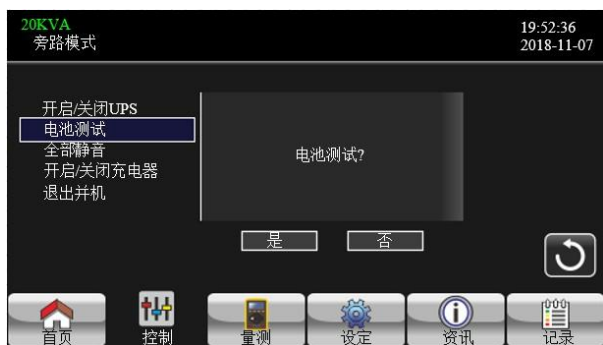 20KVA
旁路模式
19:52:36
2018-11-07
开启/关闭UPS
电池测试
全部静音
开启/关闭充电器
退出并机
电池测试?
是
否
首页
控制
量测
设定
资讯
记录